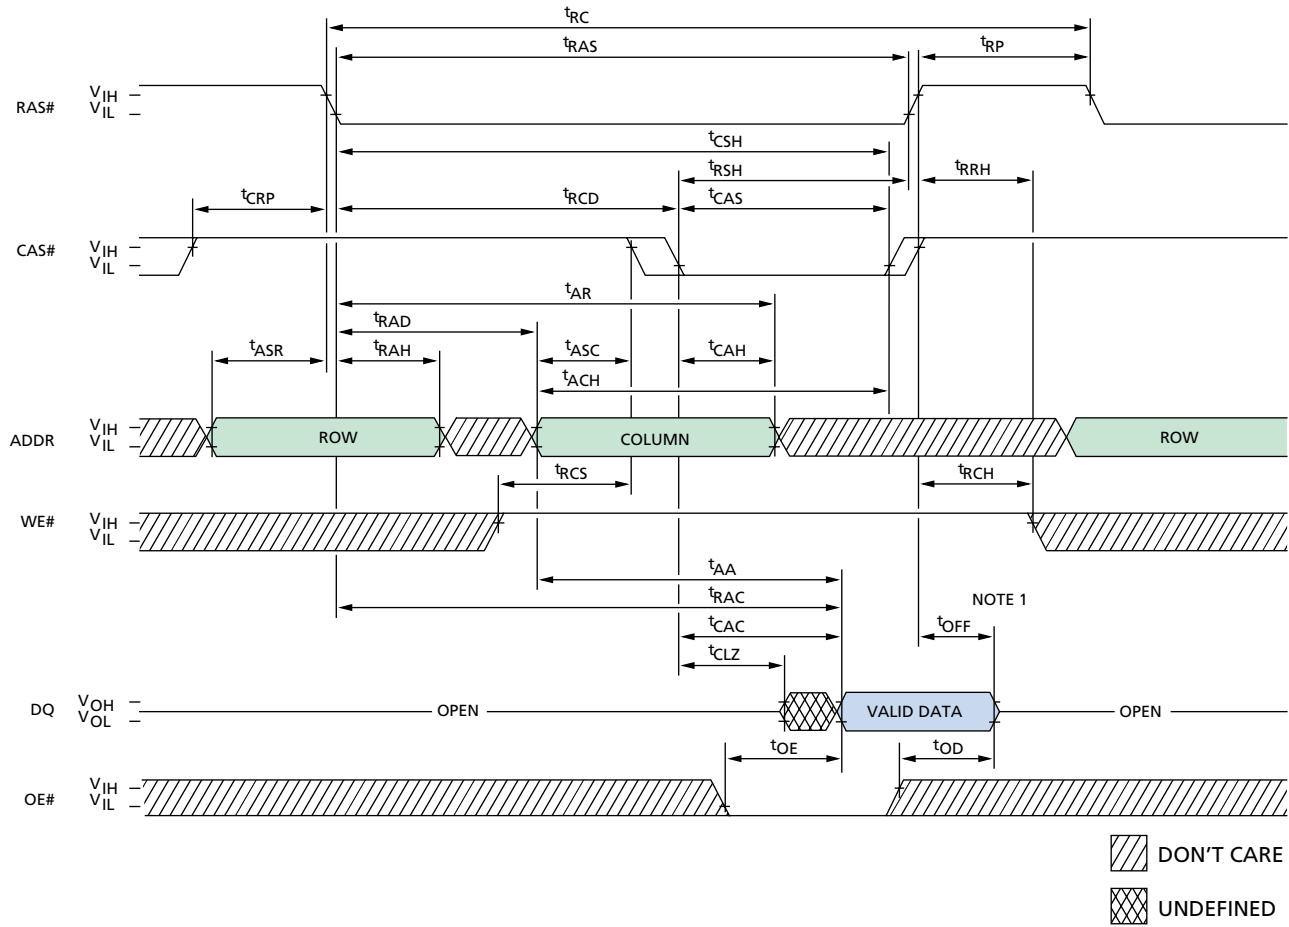 tRC
tRAS tRP
RAS# VIH
VIL
tCSH
tRSH tRRH
tCRP tRCD tCAS
CAS# VIH
VIL
tAR
tRAD
tASR tRAH tASC tCAH
tACH
ADDR VIH
VIL
ROW COLUMN ROW
tRCS tRCH
WE# VIH
VIL
tAA
tRAC NOTE 1
tCAC tOFF
tCLZ
DQ VOH
VOL
OPEN VALID DATA OPEN
tOE tOD
OE# VIH
VIL
DON'T CARE
UNDEFINED